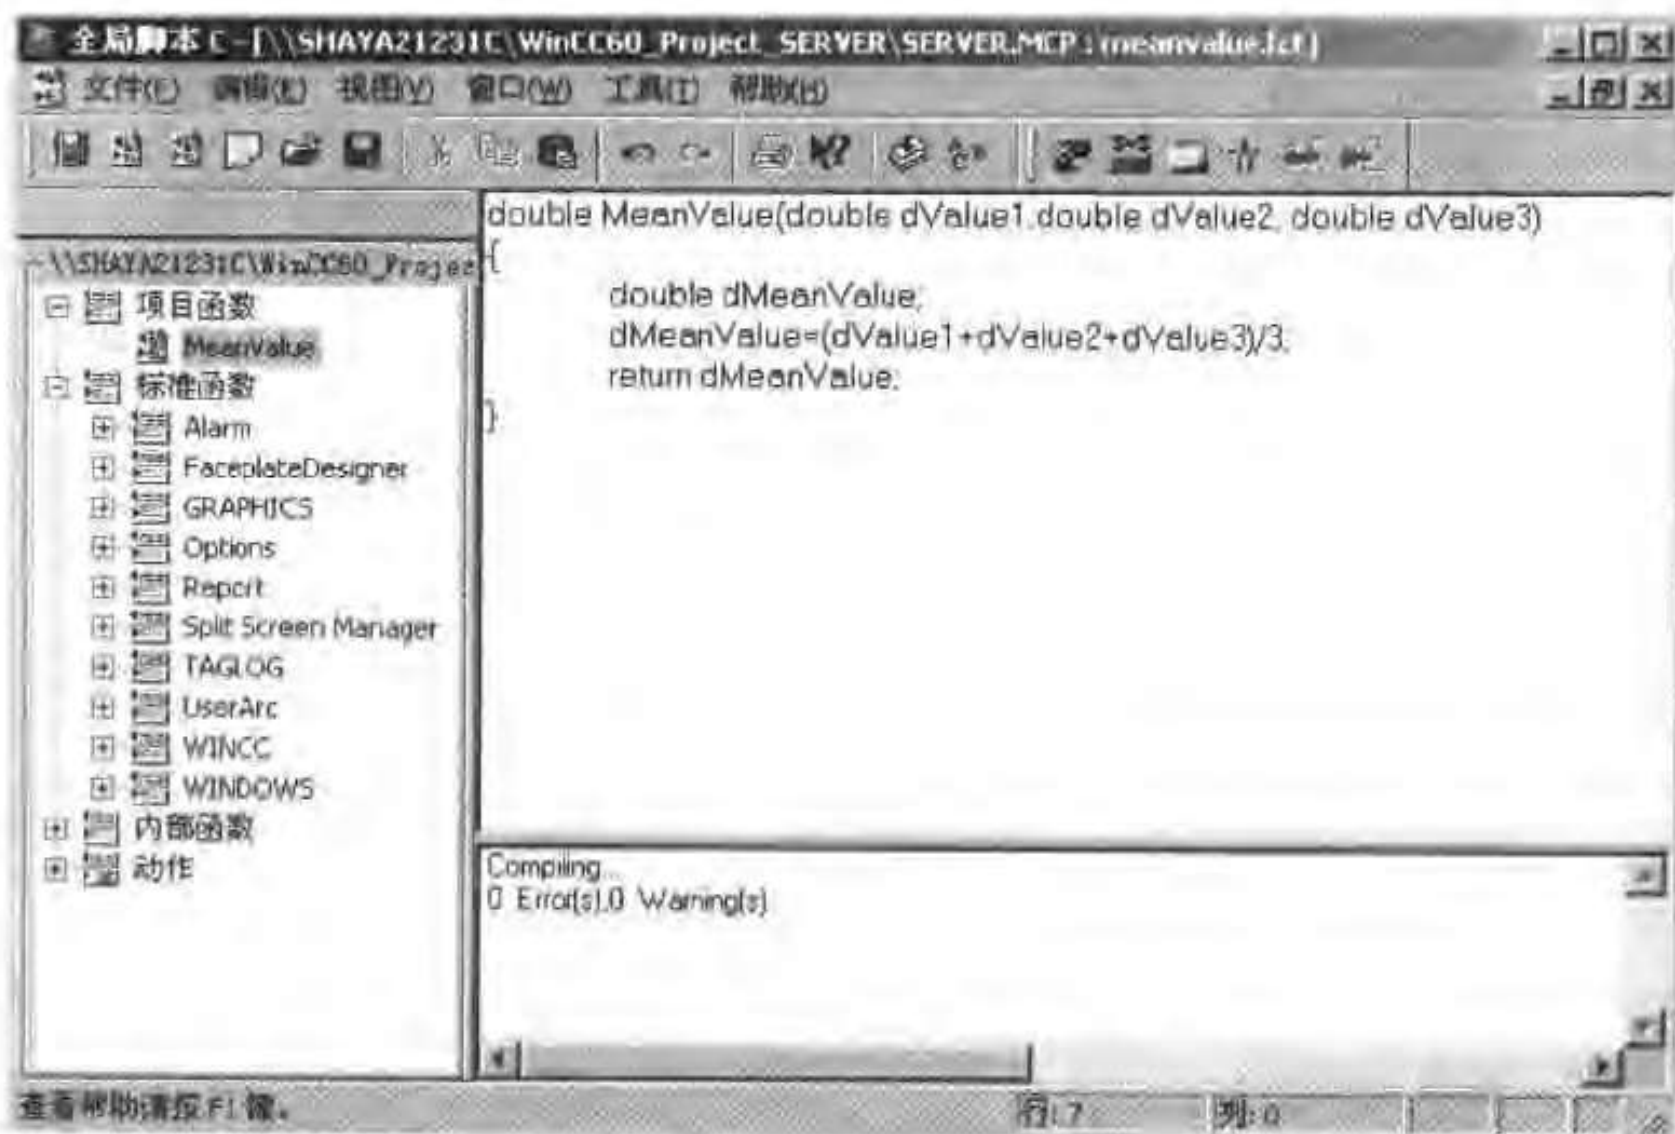 全局脚本 C - [\\SHAYA21231C\WinCC60_Project_SERVER\SERVER.MCP : (meanvalue.fct)
文件(F) 编辑(E) 视图(V) 窗口(W) 工具(T) 帮助(H)
double MeanValue(double dValue1,double dValue2, double dValue3)
{
double dMeanValue;
dMeanValue=(dValue1+dValue2+dValue3)/3;
return dMeanValue;
}
\\SHAYA21231C\WinCC60_Projec
项目函数
MeanValue
标准函数
Alarm
FaceplateDesigner
GRAPHICS
Options
Report
Split Screen Manager
TAGLOG
UserArc
WINCC
WINDOWS
内部函数
动作
Compiling...
0 Error(s),0 Warning(s)
查看帮助请按 F1 键。
行: 7 列: 0